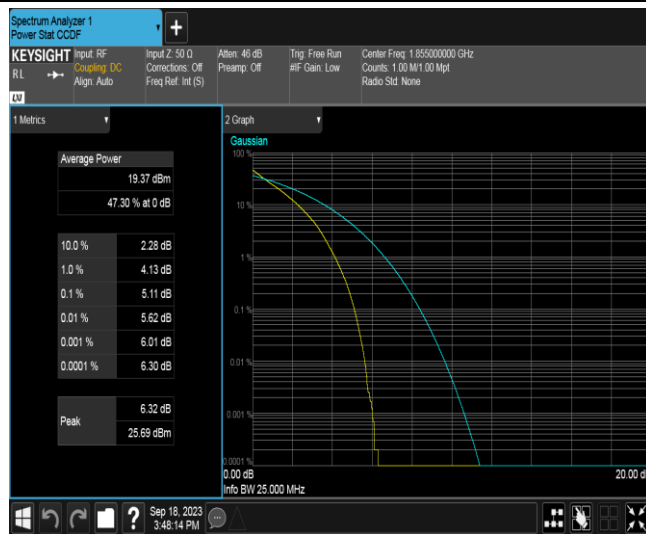 Spectrum Analyzer 1
Power Stat CCDF
+
KEYSIGHT
RL
Input: RF
Coupling: DC
Align: Auto
Input Z: 50 Ω
Corrections: Off
Freq Ref: Int (S)
Atten: 46 dB
Preamp: Off
Trig: Free Run
#IF Gain: Low
Center Freq: 1.855000000 GHz
Counts: 1.00 M/1.00 Mpt
Radio Std: None
LXI
1 Metrics
Average Power
19.37 dBm
47.30 % at 0 dB
10.0 % 2.28 dB
1.0 % 4.13 dB
0.1 % 5.11 dB
0.01 % 5.62 dB
0.001 % 6.01 dB
0.0001 % 6.30 dB
Peak
6.32 dB
25.69 dBm
2 Graph
Gaussian
100 %
10 %
1 %
0.1 %
0.01 %
0.001 %
0.0001 %
0.00 dB
20.00 d
Info BW 25.000 MHz
?
Sep 18, 2023
3:48:14 PM